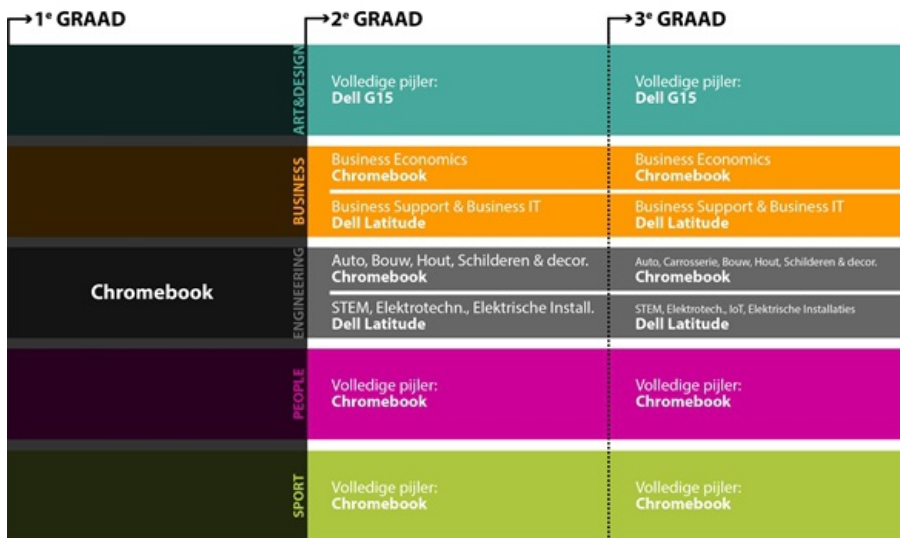 1e GRAAD
2e GRAAD
3e GRAAD
Chromebook
ART&DESIGN
Volledige pijler:
Dell G15
Volledige pijler:
Dell G15
BUSINESS
Business Economics
Chromebook
Business Support & Business IT
Dell Latitude
Business Economics
Chromebook
Business Support & Business IT
Dell Latitude
ENGINEERING
Auto, Bouw, Hout, Schilderen & decor.
Chromebook
STEM, Elektrotechn., Elektrische Install.
Dell Latitude
Auto, Carrosserie, Bouw, Hout, Schilderen & decor.
Chromebook
STEM, Elektrotech., IoT, Elektrische Installaties
Dell Latitude
PEOPLE
Volledige pijler:
Chromebook
Volledige pijler:
Chromebook
SPORT
Volledige pijler:
Chromebook
Volledige pijler:
Chromebook